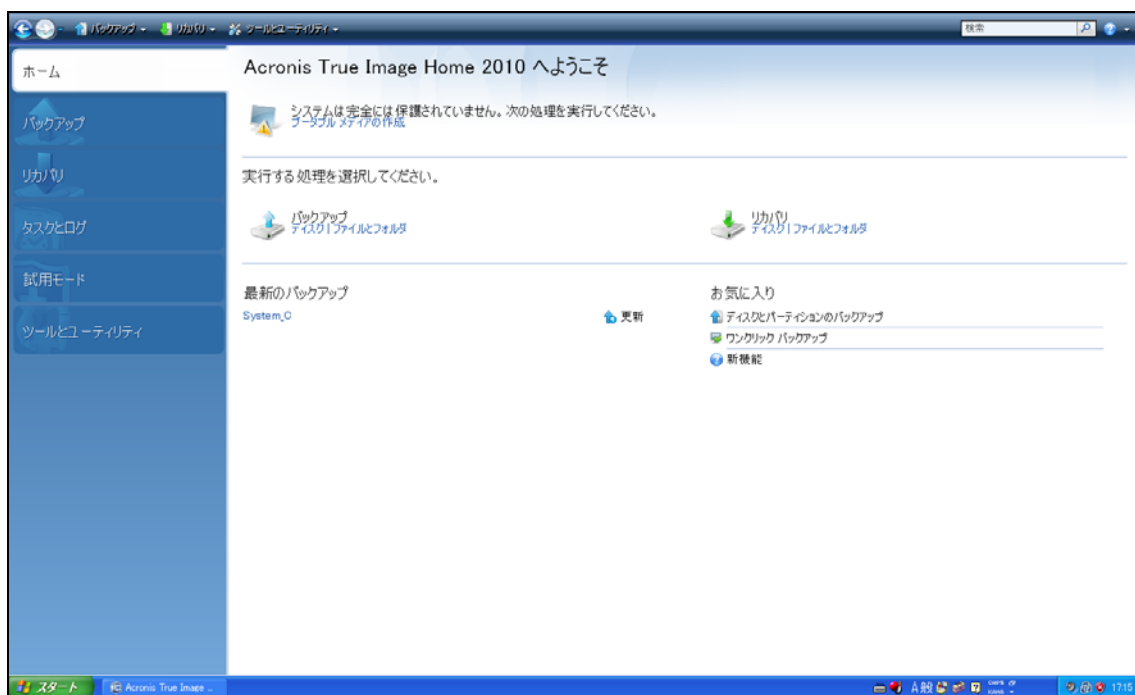 バックアップ リカバリ ツールとユーティリティ 検索
ホーム
バックアップ
リカバリ
タスクとログ
試用モード
ツールとユーティリティ
Acronis True Image Home 2010 へようこそ
システムは完全には保護されていません。次の処理を実行してください。
ブータブル メディアの作成
実行する処理を選択してください。
バックアップ
ディスク | ファイルとフォルダ
リカバリ
ディスク | ファイルとフォルダ
最新のバックアップ
System_C 更新
お気に入り
ディスクとパーティションのバックアップ
ワンクリック バックアップ
新機能
スタート Acronis True Image ... A 般 CAPS KANA 17:15